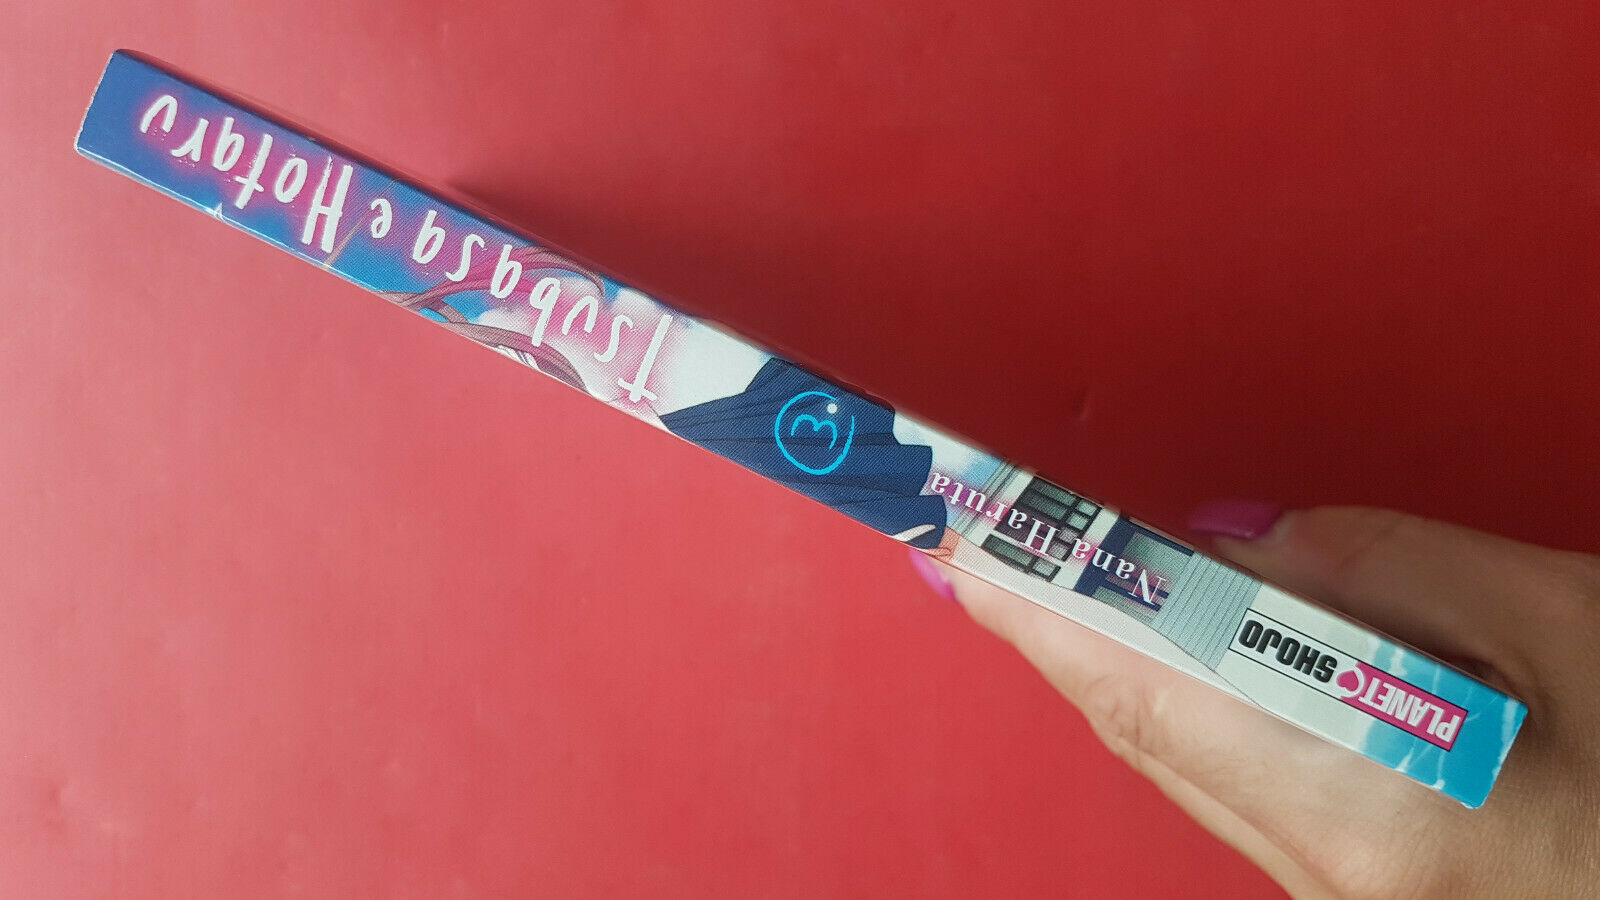 PLANET SHOJO
Nana Haruta
3.
Tsubasa e Hotaru